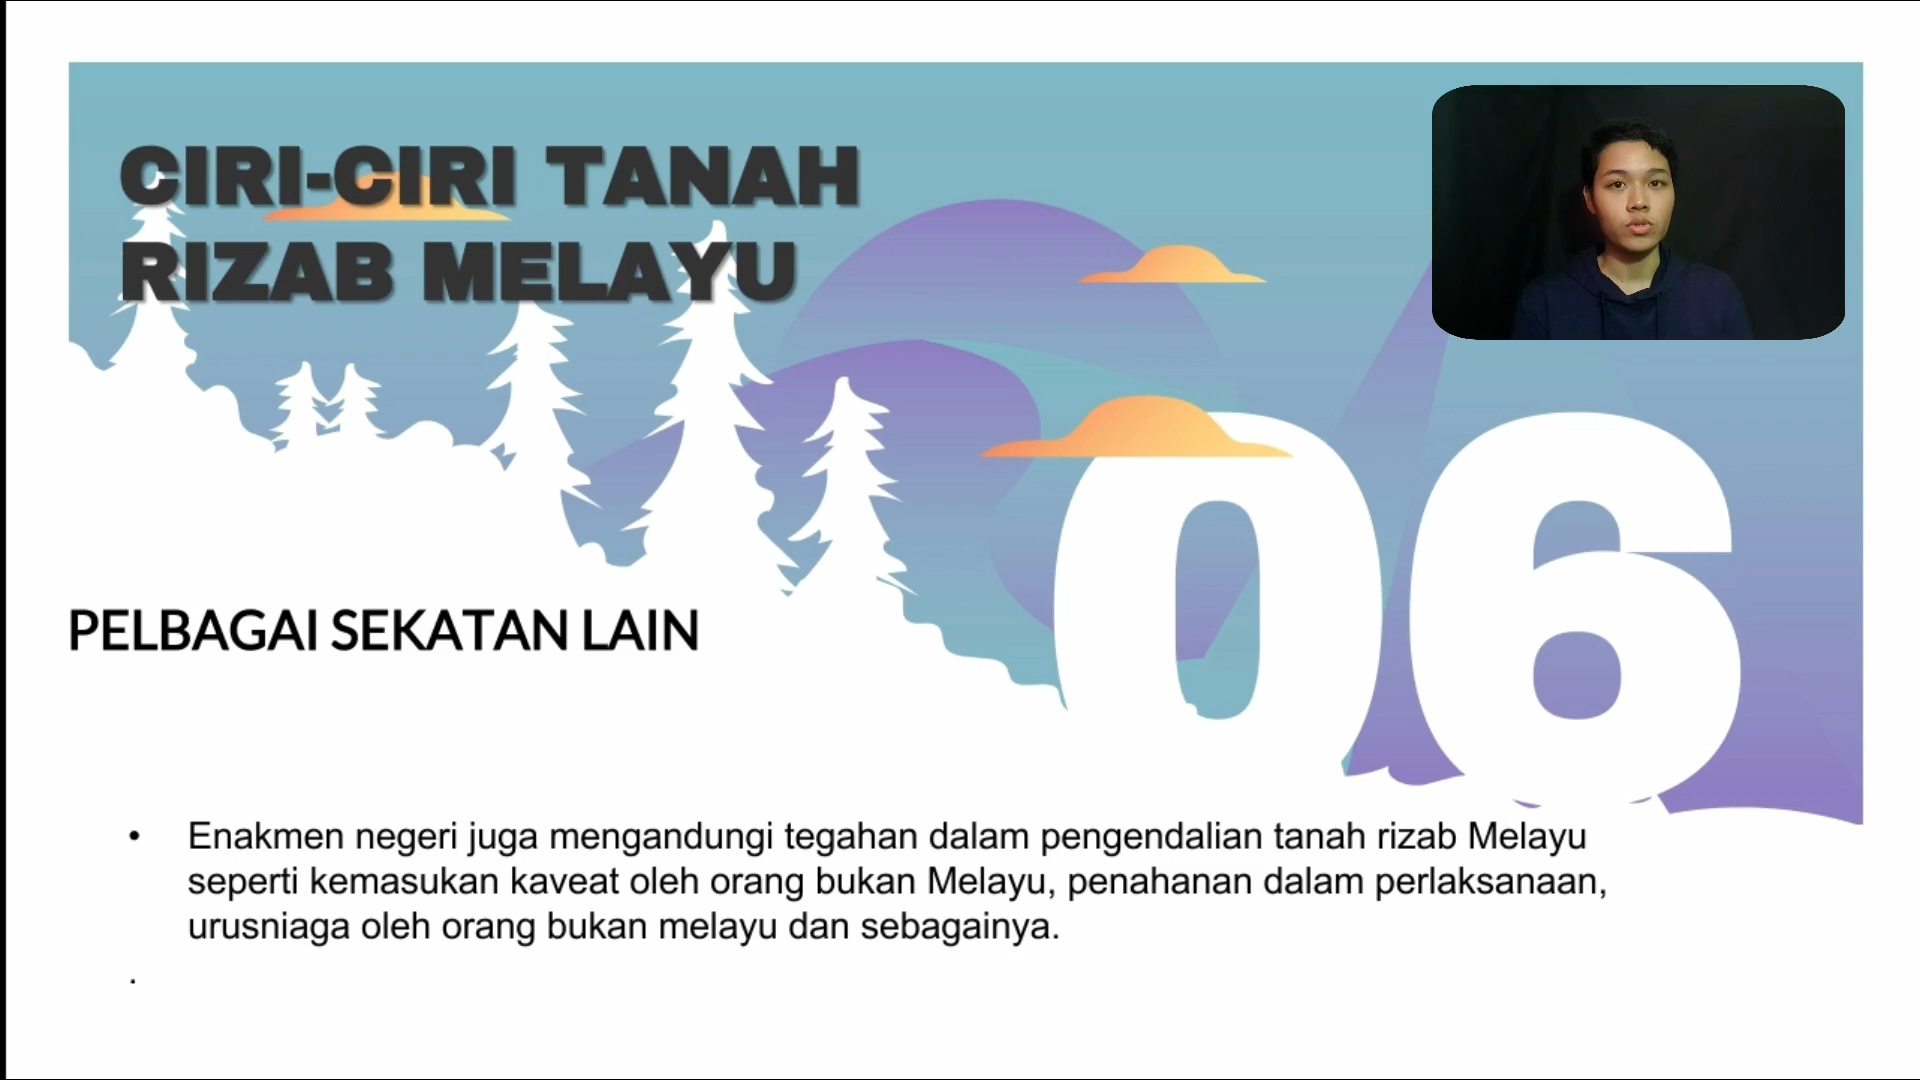 CIRI-CIRI TANAH
RIZAB MELAYU
06
PELBAGAI SEKATAN LAIN
• Enakmen negeri juga mengandungi tegahan dalam pengendalian tanah rizab Melayu
seperti kemasukan kaveat oleh orang bukan Melayu, penahanan dalam perlaksanaan,
urusniaga oleh orang bukan melayu dan sebagainya.
.